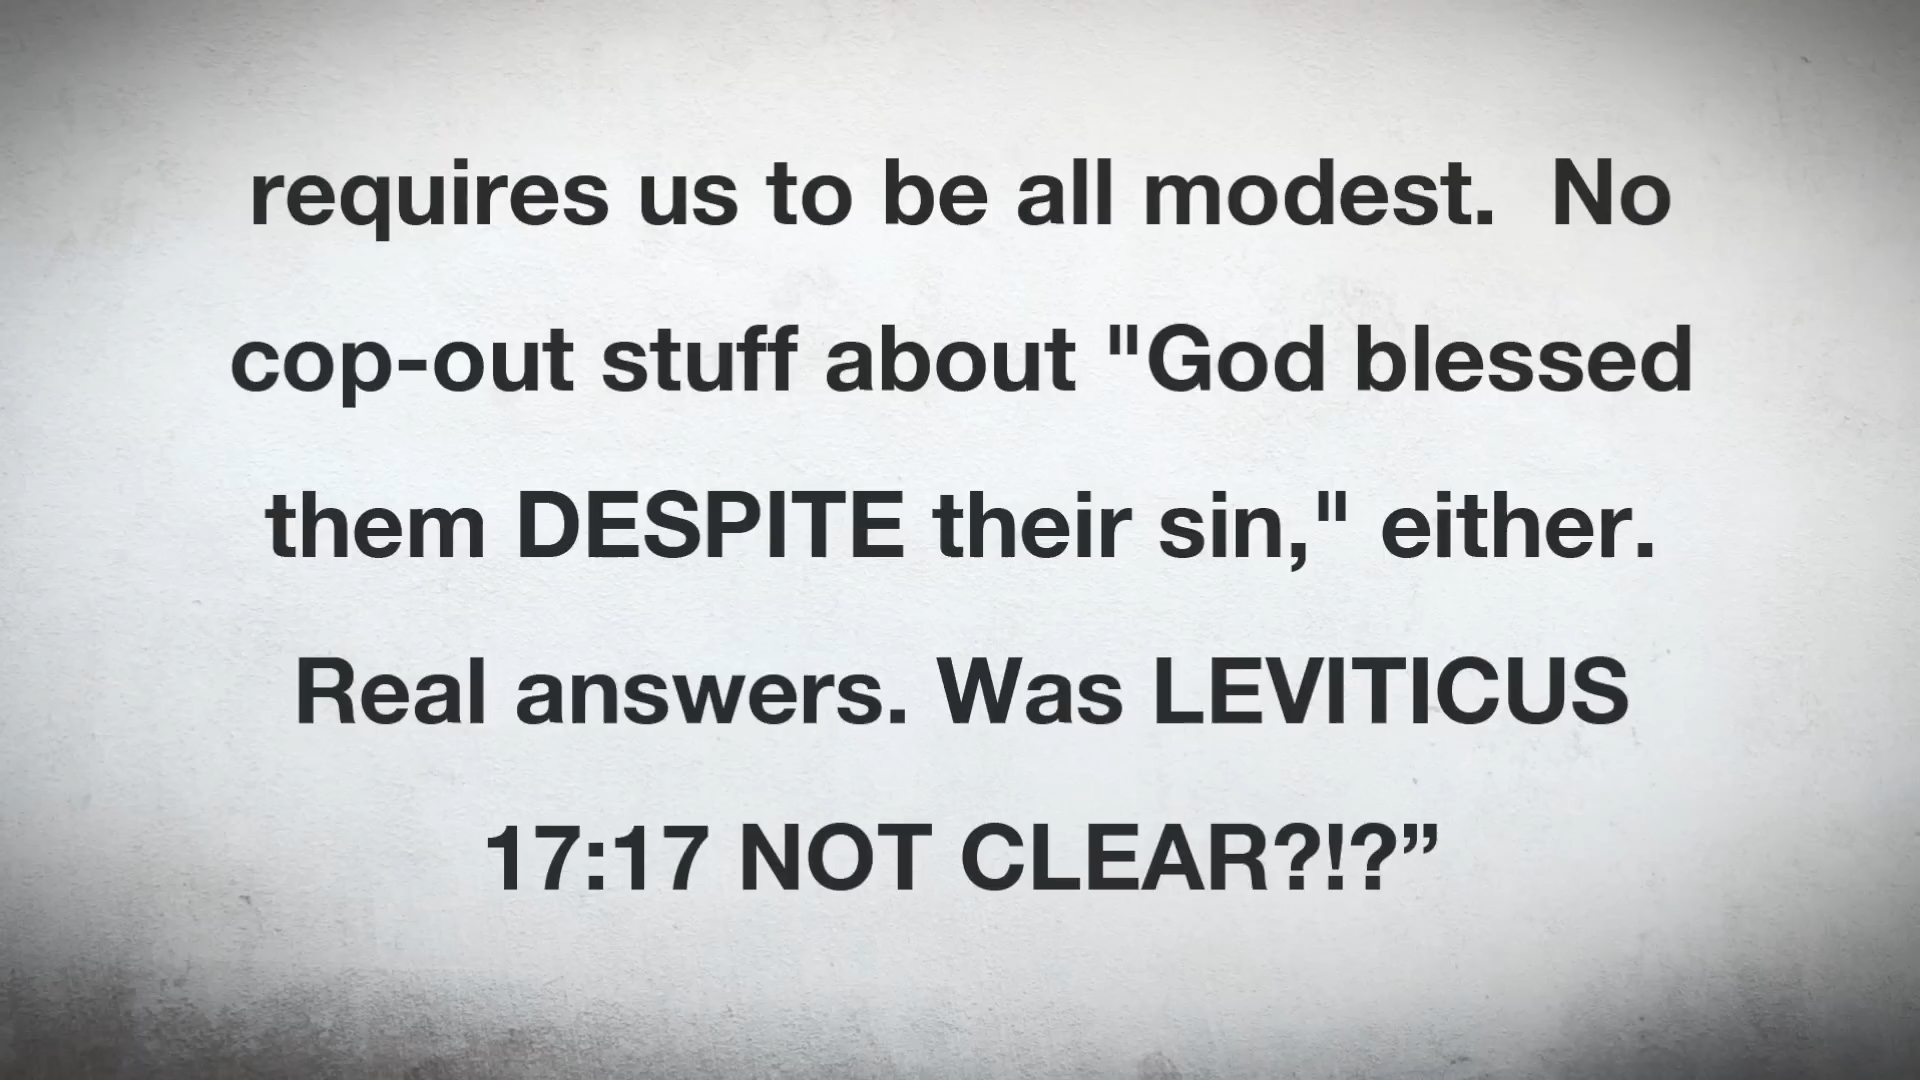 requires us to be all modest.  No
cop-out stuff about "God blessed
them DESPITE their sin," either.
Real answers. Was LEVITICUS
17:17 NOT CLEAR?!?”